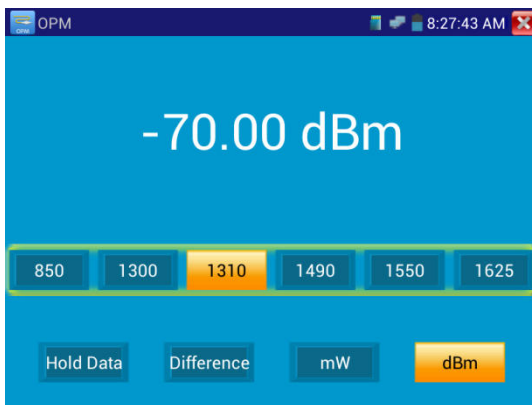 OPM
OPM 8:27:43 AM
-70.00 dBm
850 1300 1310 1490 1550 1625
Hold Data Difference mW dBm